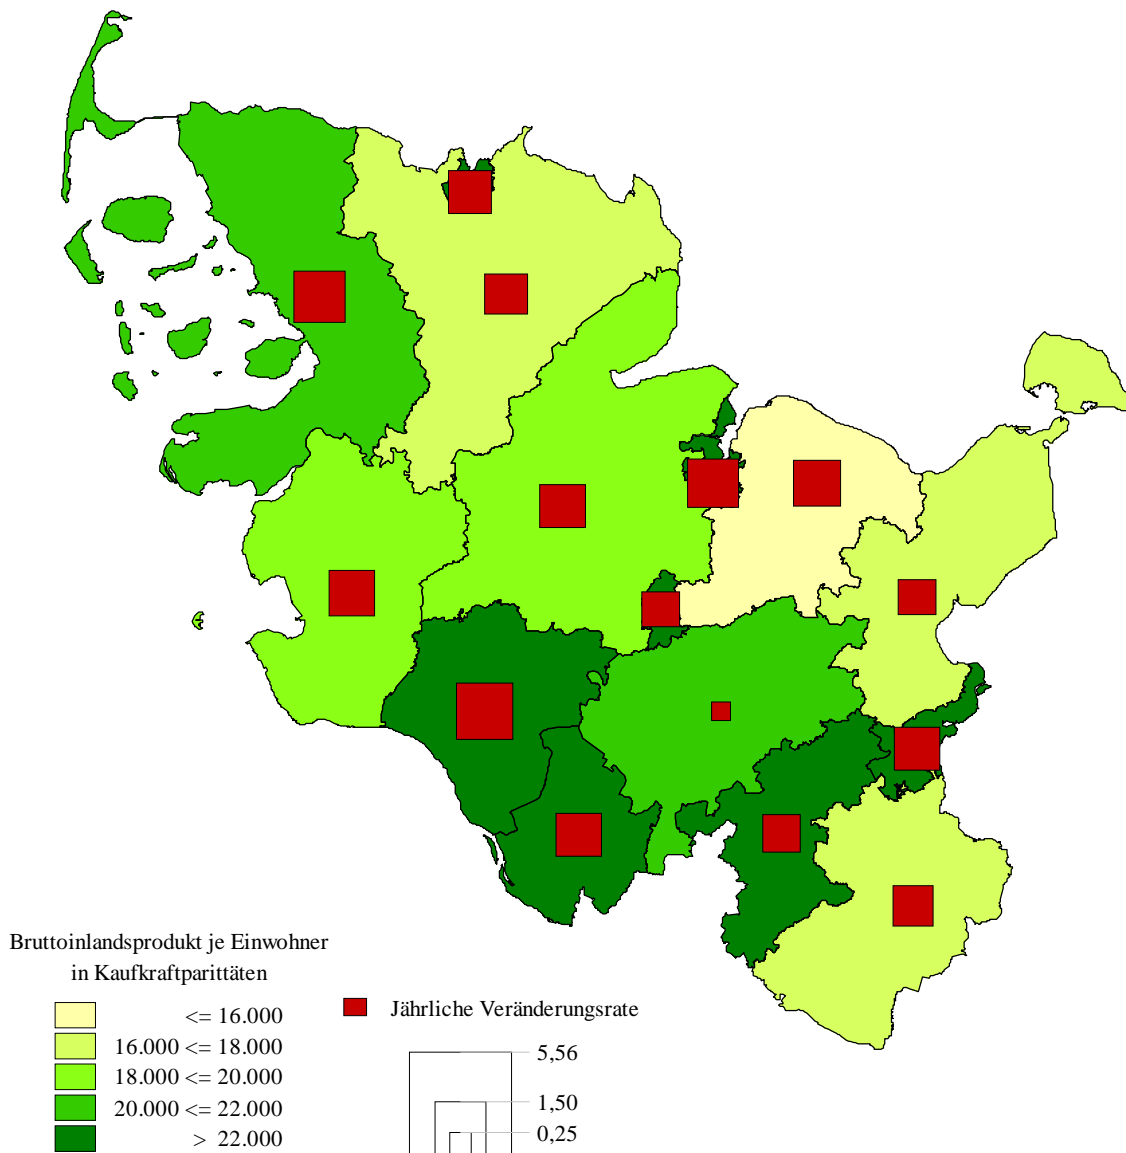 Bruttoinlandsprodukt je Einwohner
in Kaufkraftparittäten
<= 16.000
16.000 <= 18.000
18.000 <= 20.000
20.000 <= 22.000
> 22.000
Jährliche Veränderungsrate
5,56
1,50
0,25